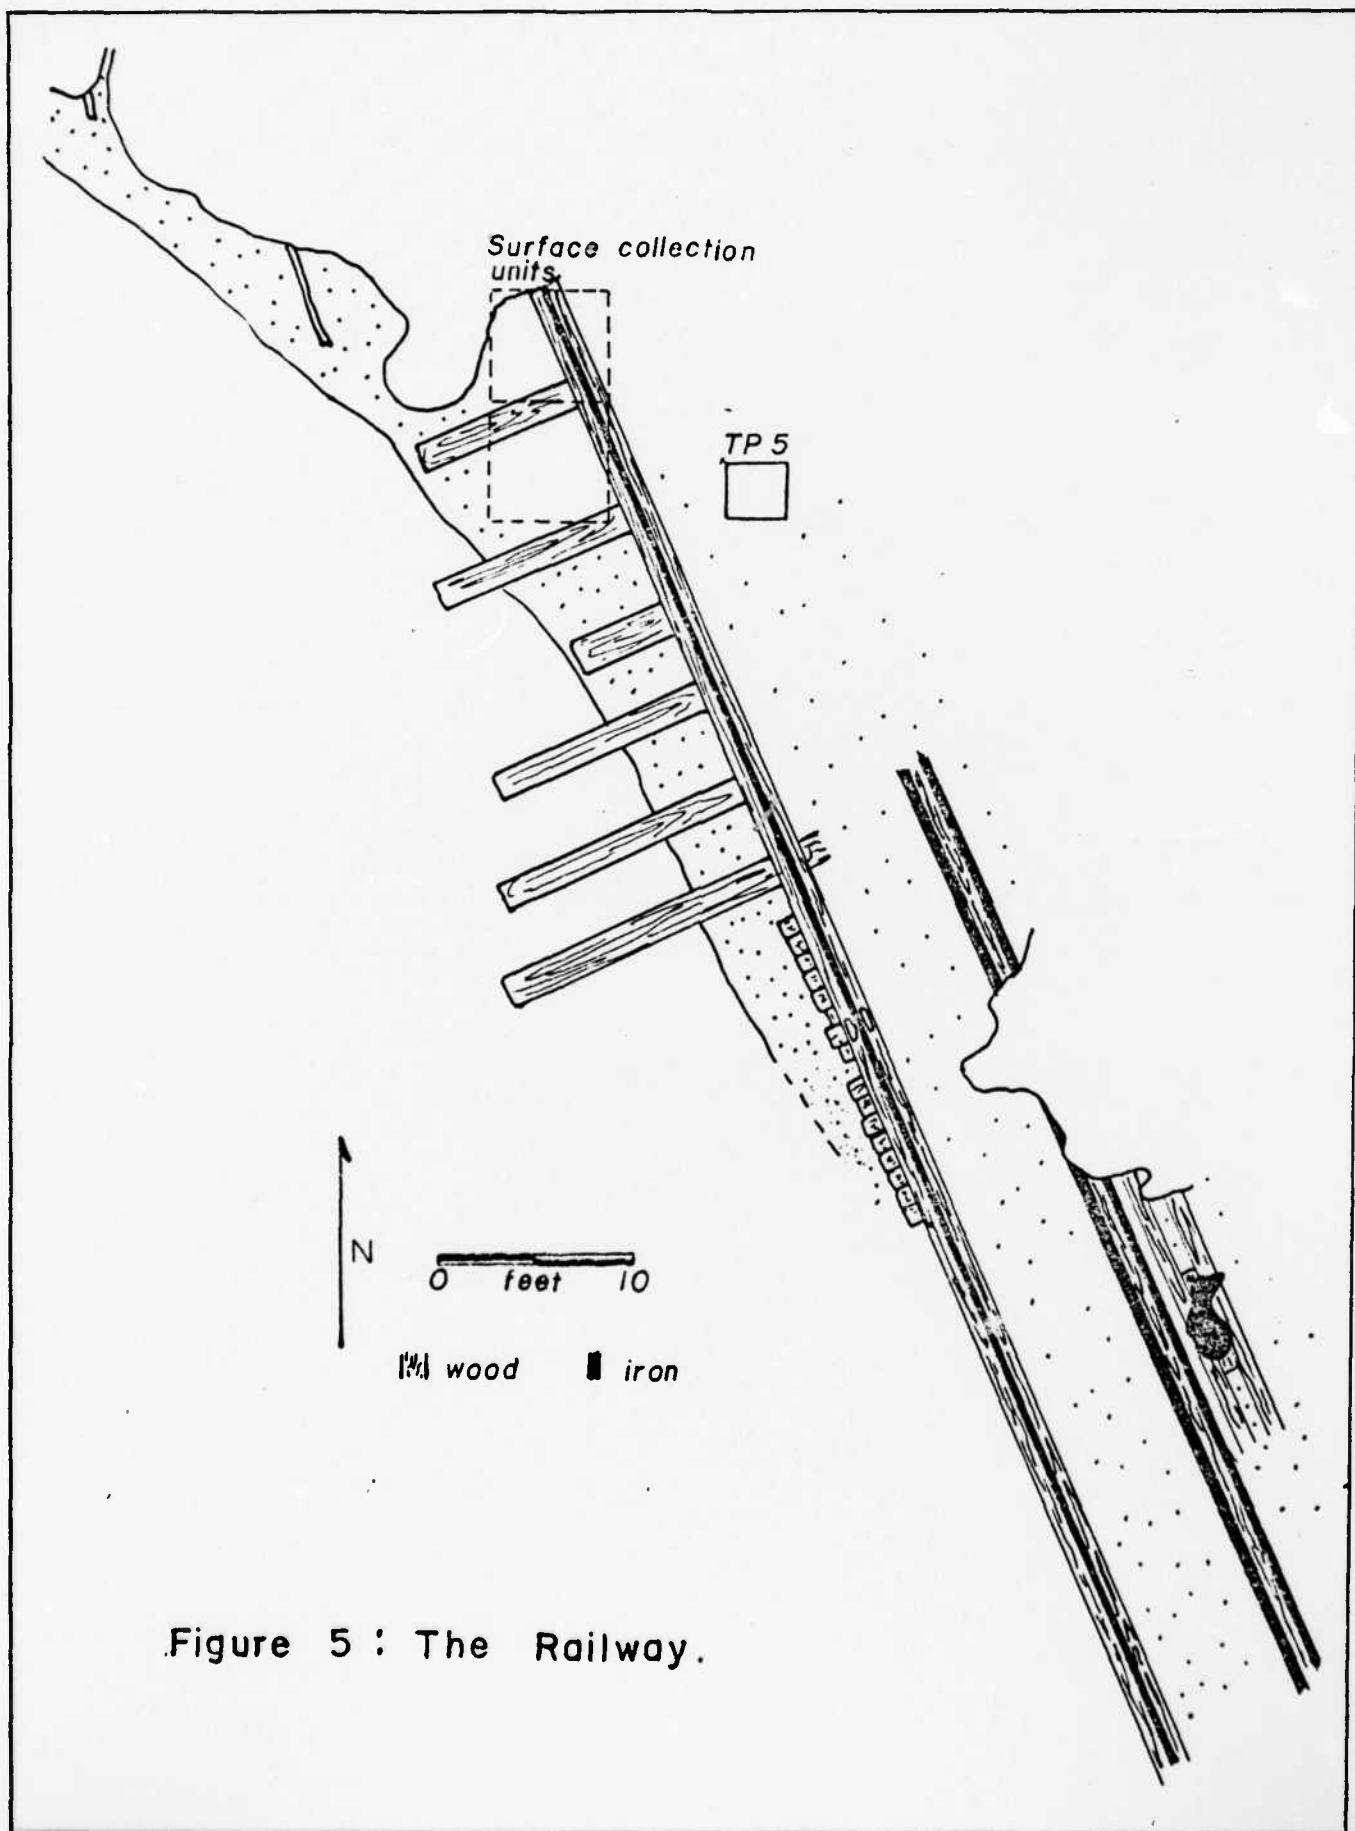 Surface collection
units
TP 5
N
0 feet 10
wood iron
Figure 5 : The Railway.